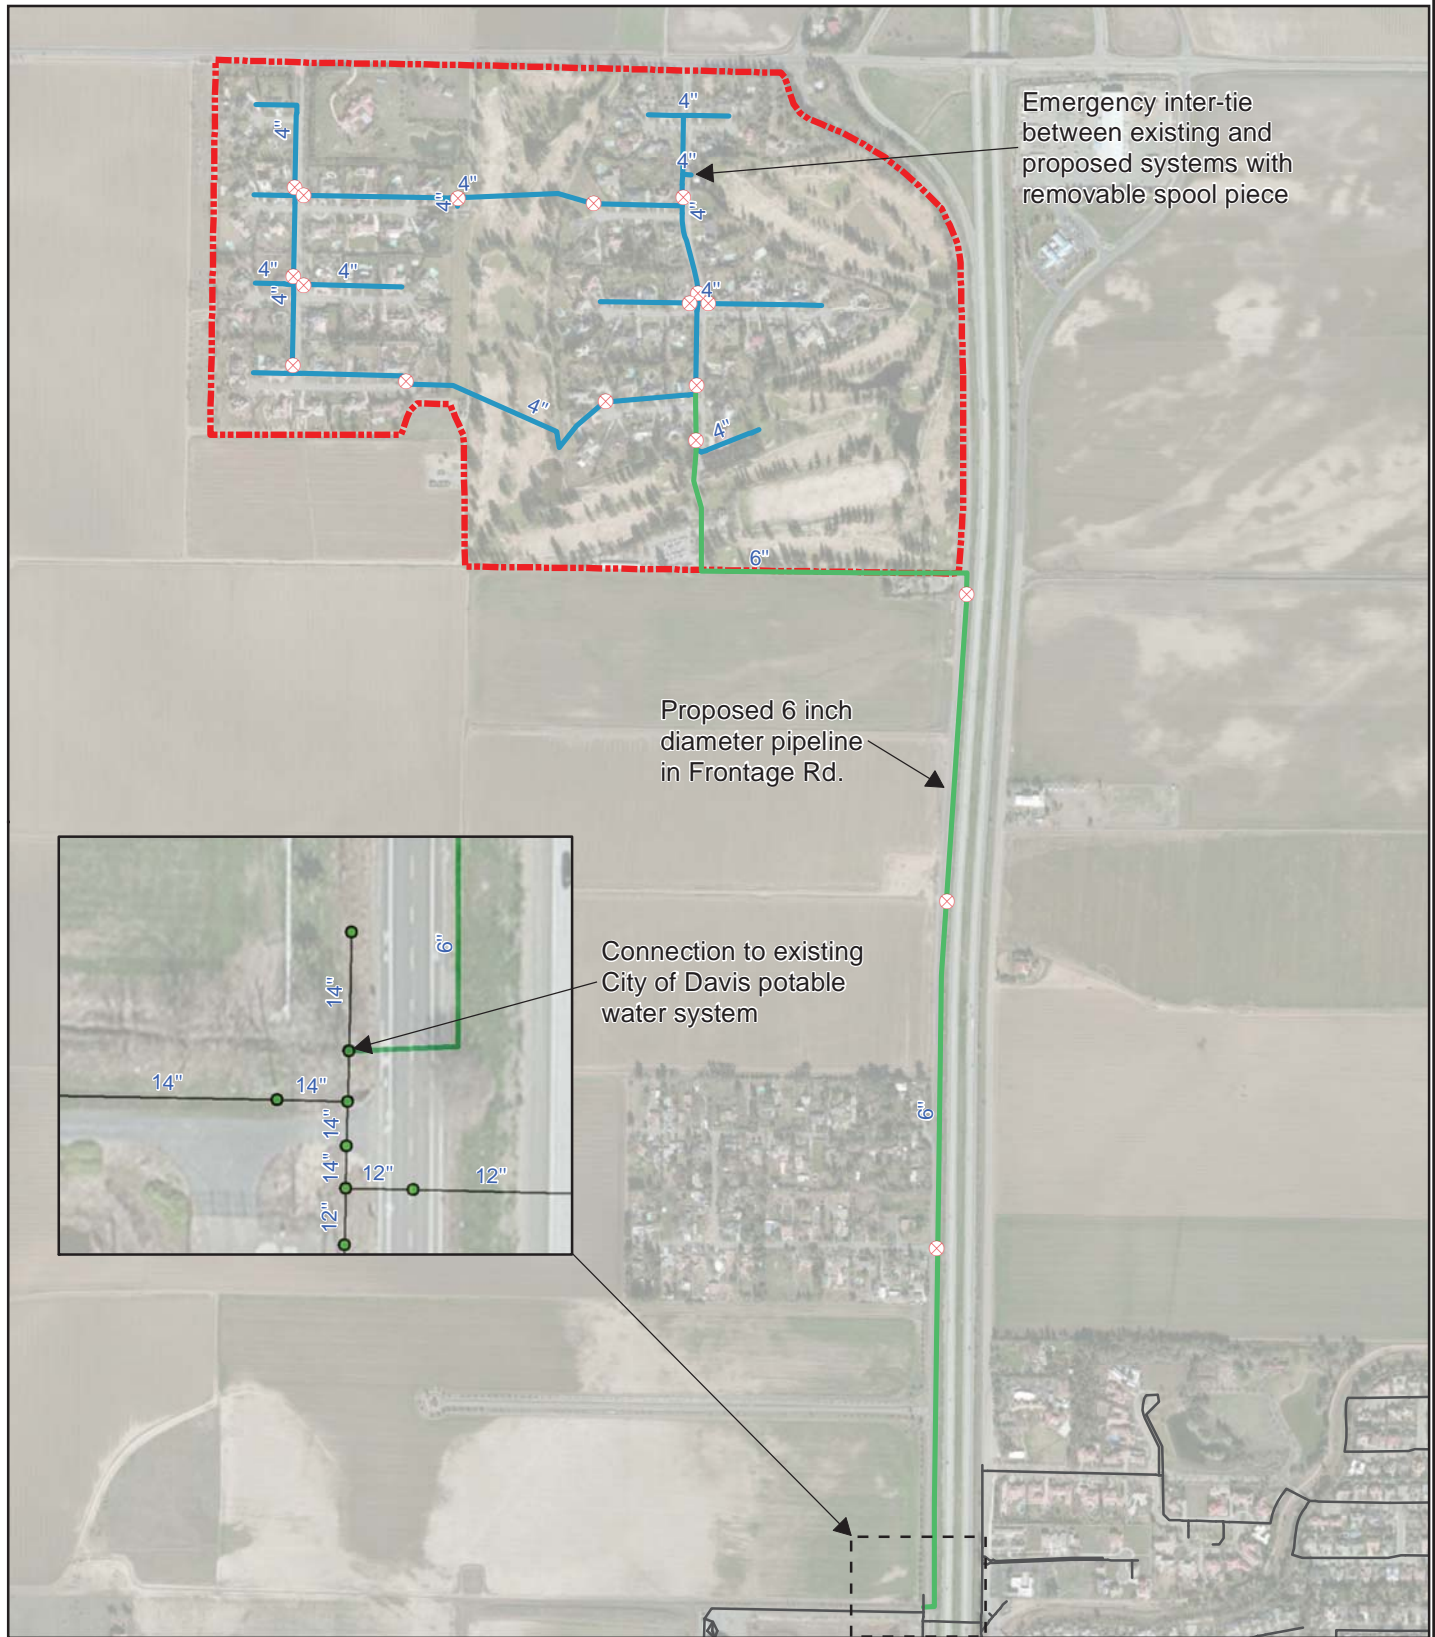 4"
Emergency inter-tie
between existing and
proposed systems with
removable spool piece
4"
4"
4"
4"
4"
4"
4"
4"
4"
4"
4"
4"
6"
Proposed 6 inch
diameter pipeline
in Frontage Rd.
6"
Connection to existing
City of Davis potable
water system
14"
14"
14"
14"
14"
12"
12"
12"
6"